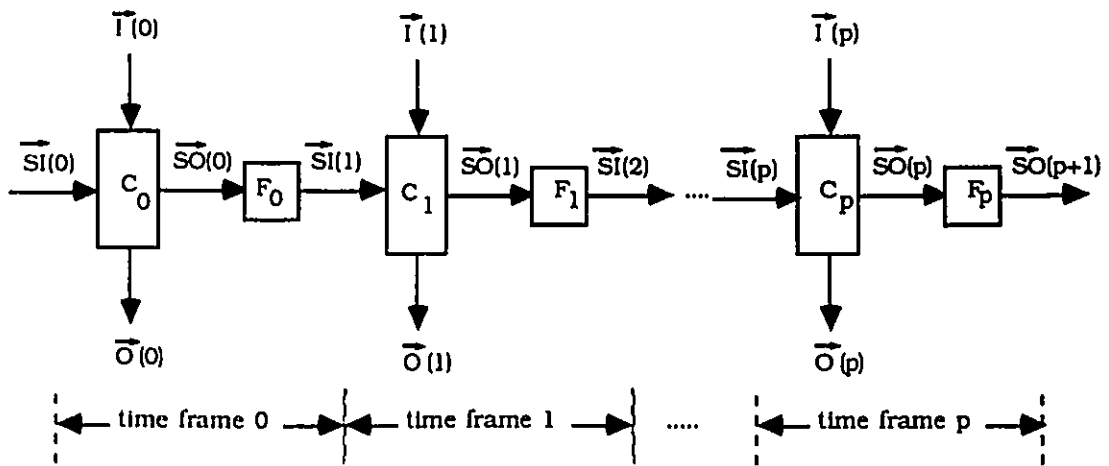 I(0) I(1) I(p)
SI(0) SO(0) SI(1) SO(1) SI(2) SI(p) SO(p) SO(p+1)
C0 F0 C1 F1 ..... Cp Fp
O(0) O(1) O(p)
time frame 0 time frame 1 ..... time frame p